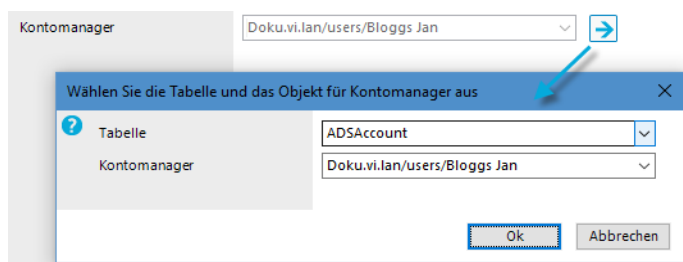 Kontomanager Doku.vi.lan/users/Bloggs Jan
Wählen Sie die Tabelle und das Objekt für Kontomanager aus
Tabelle ADSAccount
Kontomanager Doku.vi.lan/users/Bloggs Jan
Ok Abbrechen